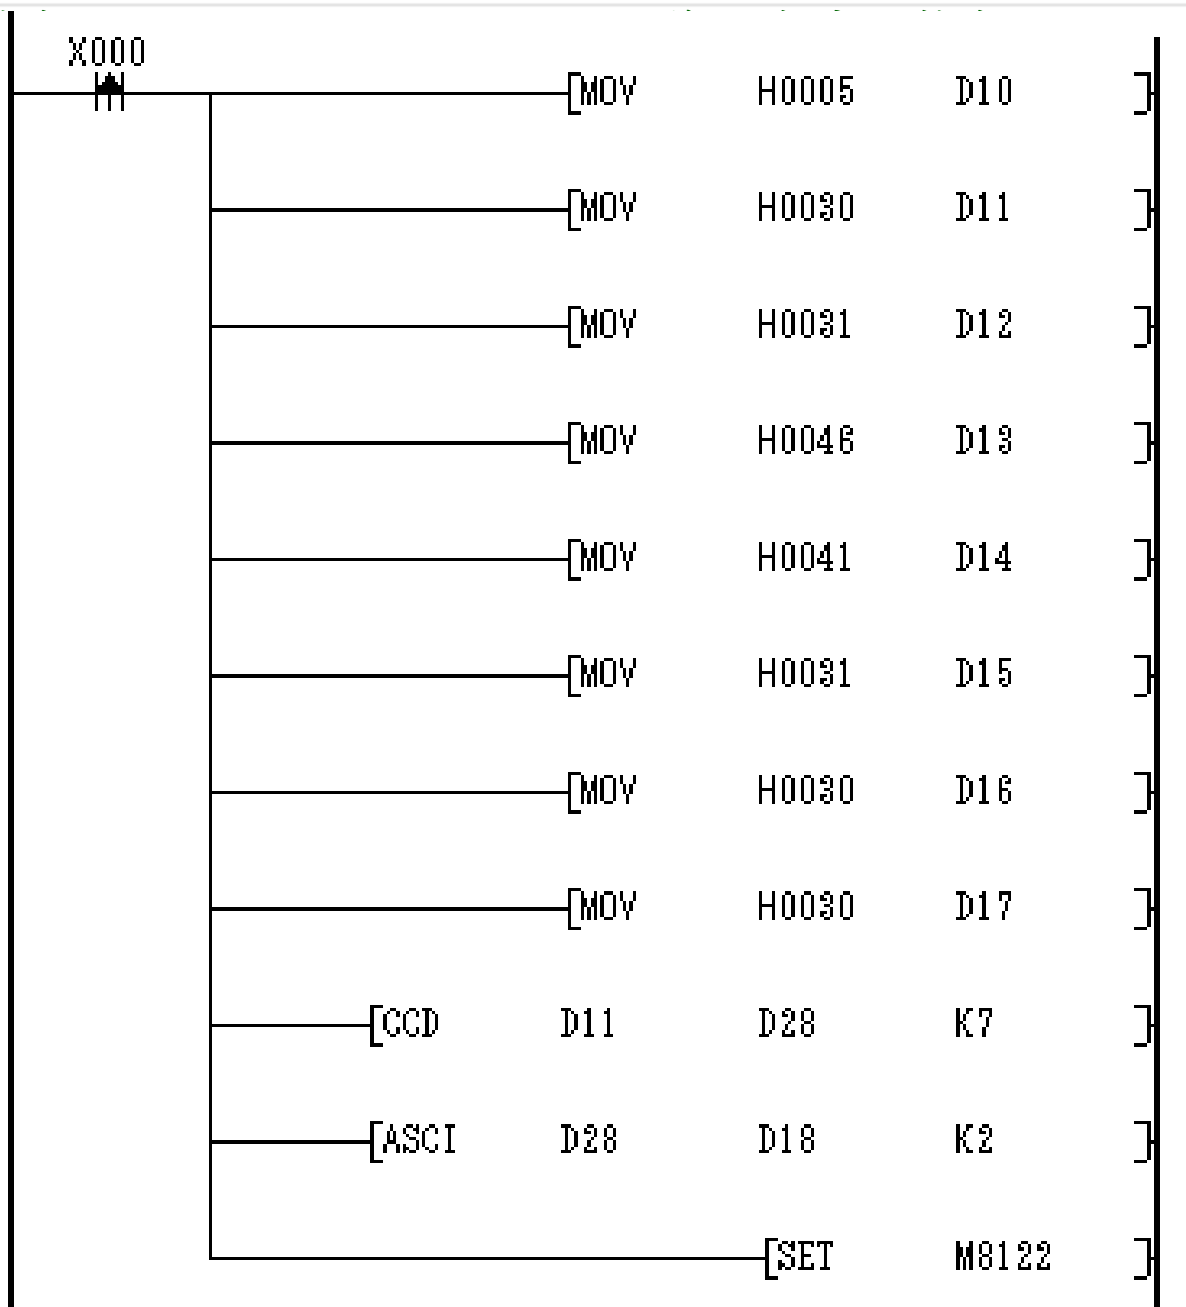 X000
[MOV H0005 D10 ]
[MOV H0030 D11 ]
[MOV H0031 D12 ]
[MOV H0046 D13 ]
[MOV H0041 D14 ]
[MOV H0031 D15 ]
[MOV H0030 D16 ]
[MOV H0030 D17 ]
[CCD D11 D28 K7 ]
[ASCI D28 D18 K2 ]
[SET M8122 ]